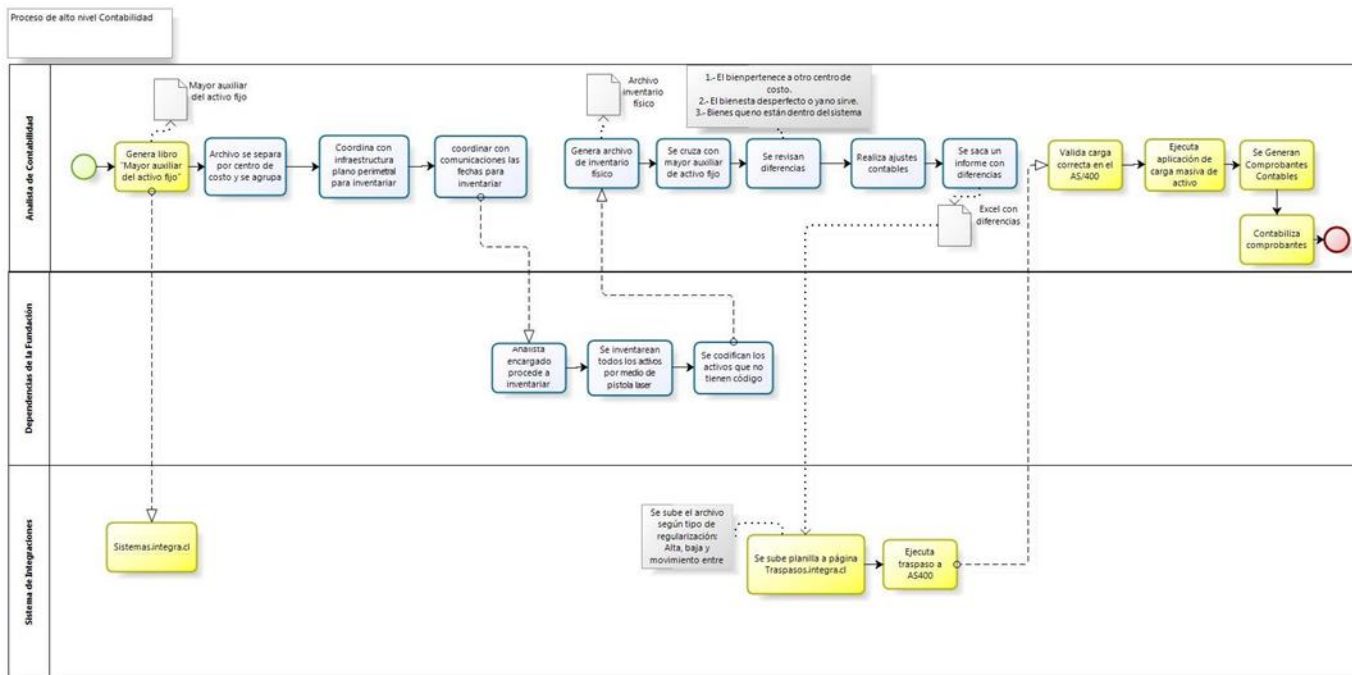 Proceso de alto nivel Contabilidad
Analista de Contabilidad
Mayor auxiliar
del activo fijo
Genera libro
"Mayor auxiliar
del activo fijo"
Archivo se separa
por centro de
costo y se agrupa
Coordina con
infraestructura
plano perimetral
para inventariar
coordinar con
comunicaciones las
fechas para
inventariar
Archivo
inventario
físico
Genera archivo
de inventario
físico
Se cruza con
mayor auxiliar
de activo fijo
1.- El bienpertenece a otro centro de
costo.
2.- El bienesta desperfecto o ya no sirve.
3.- Bienes queno están dentro del sistema
Se revisan
diferencias
Realiza ajustes
contables
Se saca un
informe con
diferencias
Excel con
diferencias
Valida carga
correcta en el
AS/400
Ejecuta
aplicación de
carga masiva de
activo
Se Generan
Comprobantes
Contables
Contabiliza
comprobantes
Dependencias de la Fundación
Analista
encargado
procede a
inventariar
Se inventarean
todos los activos
por medio de
pistola laser
Se codifican los
activos que no
tienen código
Sistema de Integraciones
Sistemas.integra.cl
Se sube el archivo
según tipo de
regularización:
Alta, baja y
movimiento entre
Se sube planilla a página
Traspasos.integra.cl
Ejecuta
traspaso a
AS400